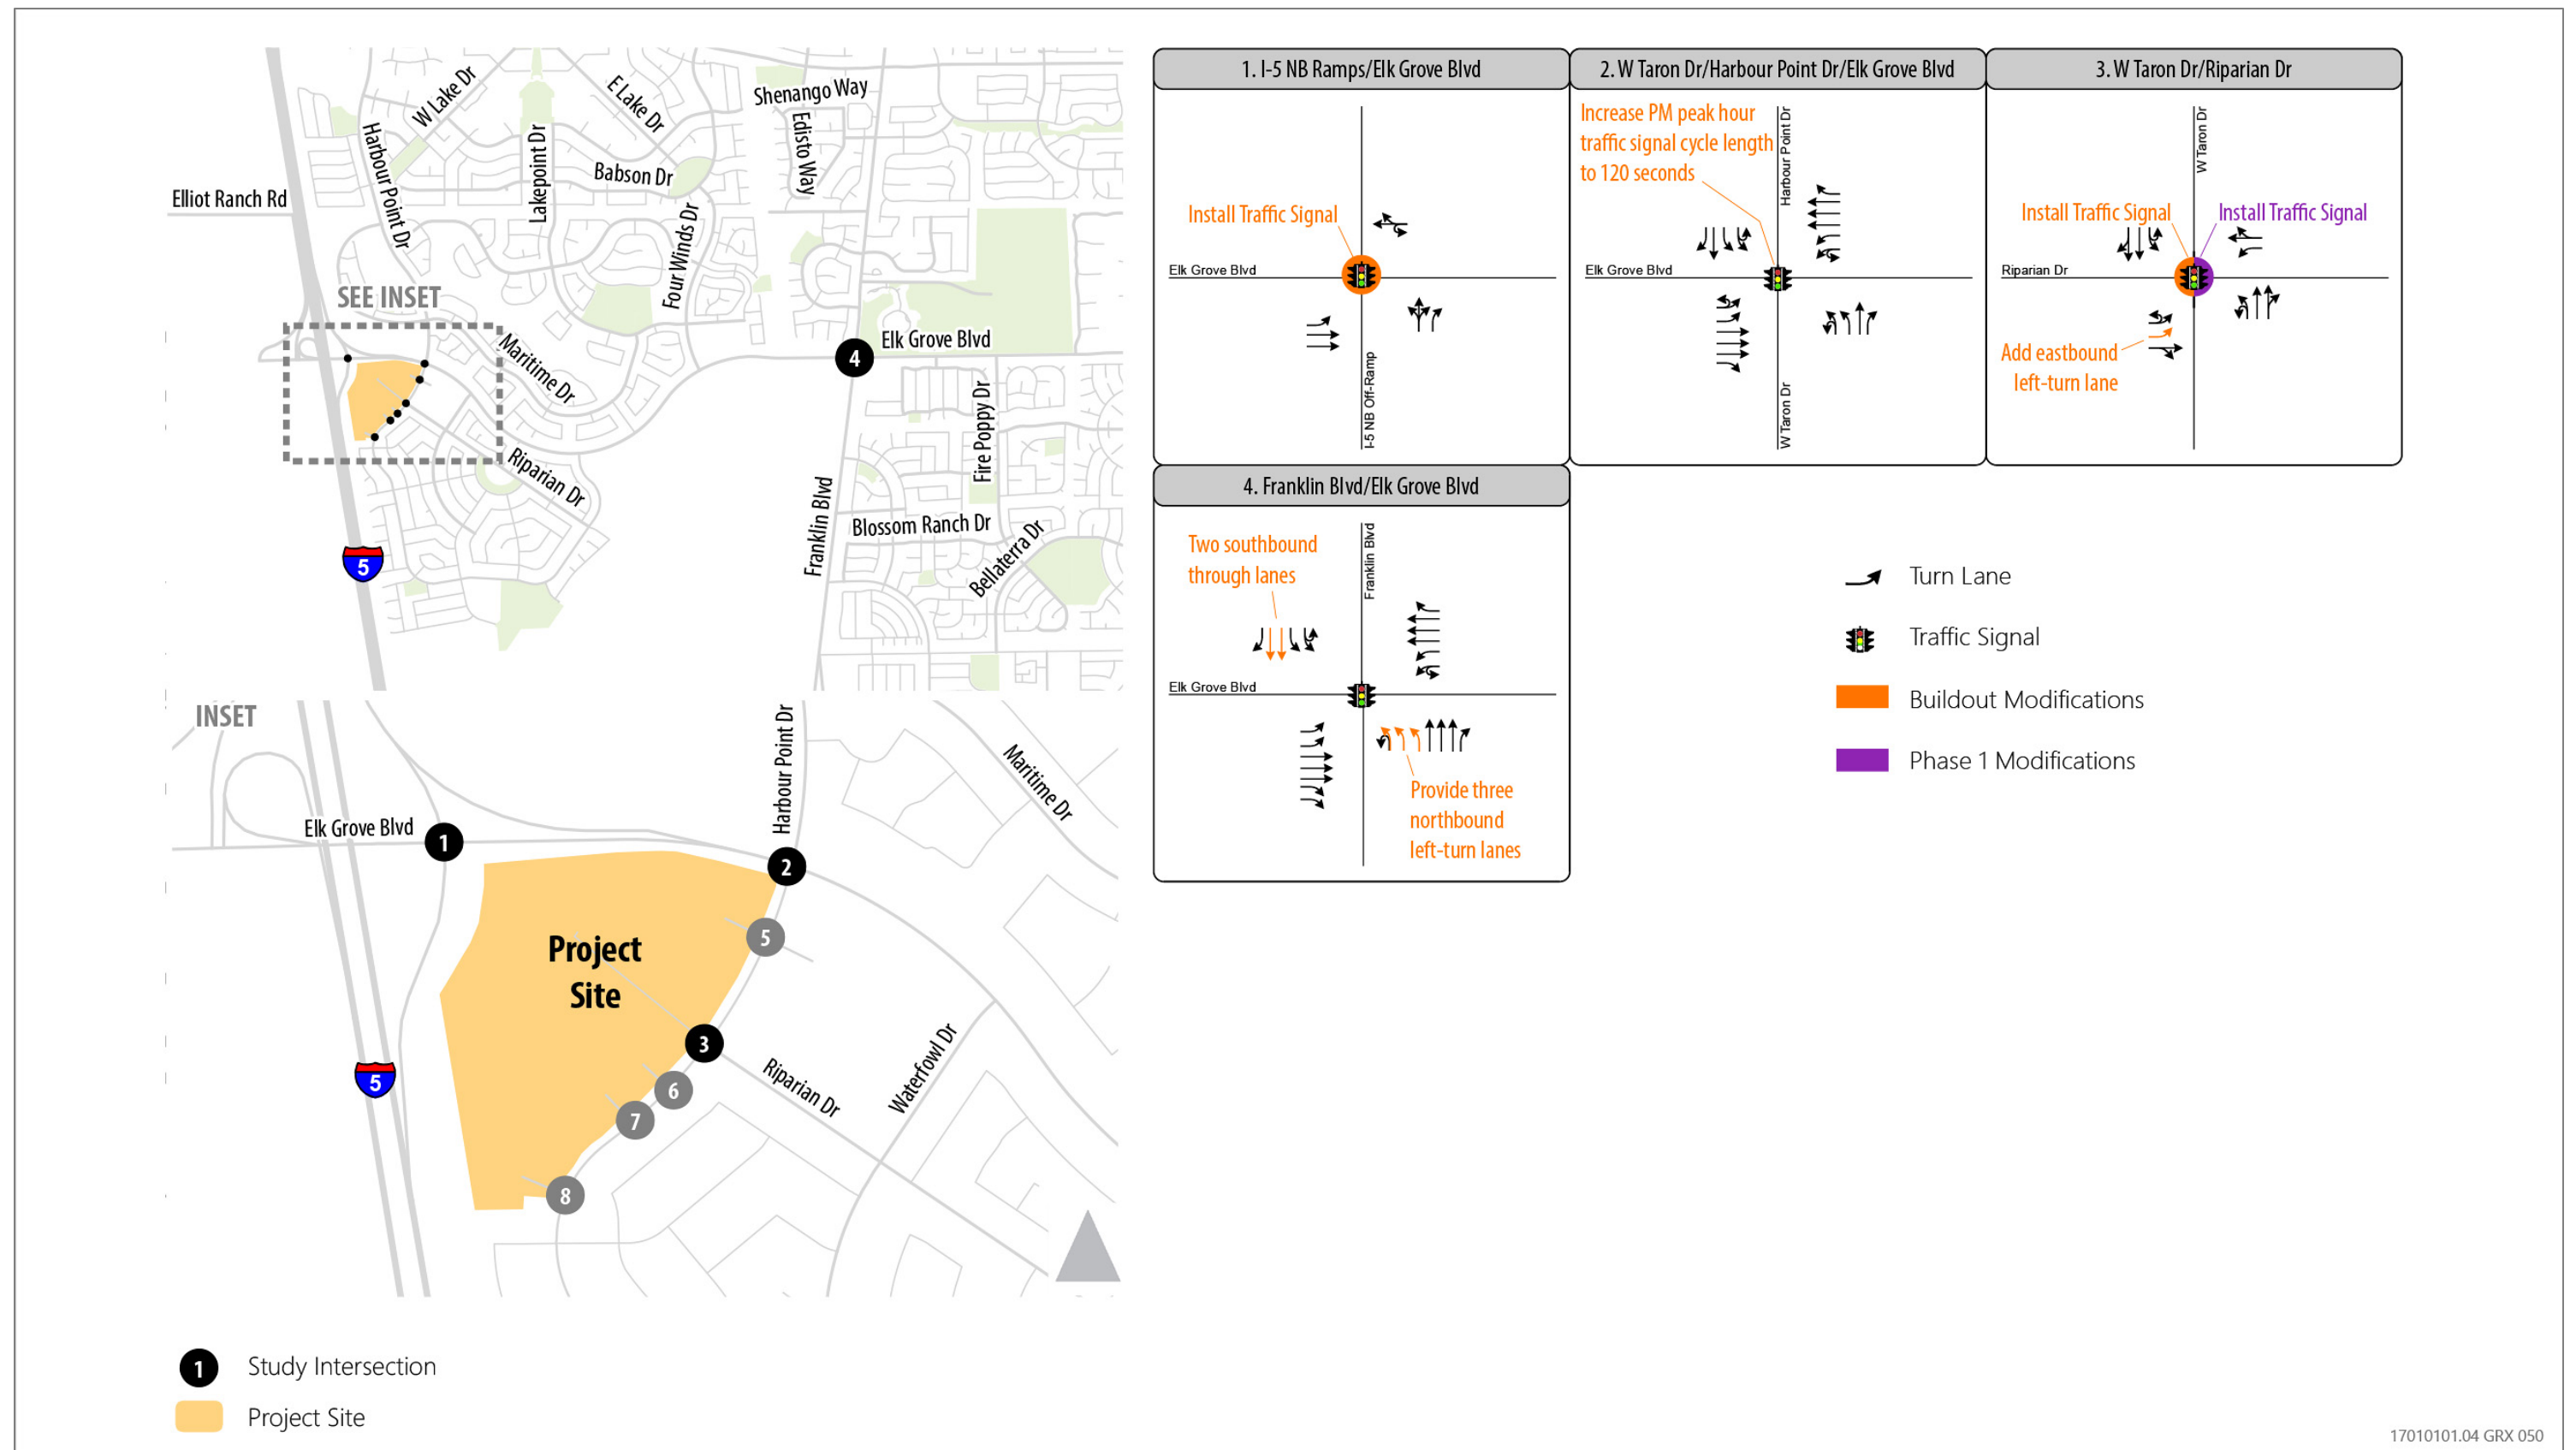 W Lake Dr
E Lake Dr
Shenango Way
Harbour Point Dr
Lakepoint Dr
Edisto Way
Babson Dr
Elliot Ranch Rd
Four Winds Dr
SEE INSET
Maritime Dr
4
Elk Grove Blvd
Fire Poppy Dr
Riparian Dr
Franklin Blvd
Blossom Ranch Dr
Bellaterra Dr
5
INSET
Harbour Point Dr
Maritime Dr
Elk Grove Blvd
1
2
5
Project
Site
3
Riparian Dr
Waterfowl Dr
5
6
7
8
1
Study Intersection
Project Site
1. I-5 NB Ramps/Elk Grove Blvd
Install Traffic Signal
Elk Grove Blvd
I-5 NB Off-Ramp
2. W Taron Dr/Harbour Point Dr/Elk Grove Blvd
Increase PM peak hour
traffic signal cycle length
to 120 seconds
Harbour Point Dr
Elk Grove Blvd
W Taron Dr
3. W Taron Dr/Riparian Dr
W Taron Dr
Install Traffic Signal
Install Traffic Signal
Riparian Dr
Add eastbound
left-turn lane
4. Franklin Blvd/Elk Grove Blvd
Two southbound
through lanes
Franklin Blvd
Elk Grove Blvd
Provide three
northbound
left-turn lanes
Turn Lane
Traffic Signal
Buildout Modifications
Phase 1 Modifications
17010101.04 GRX 050